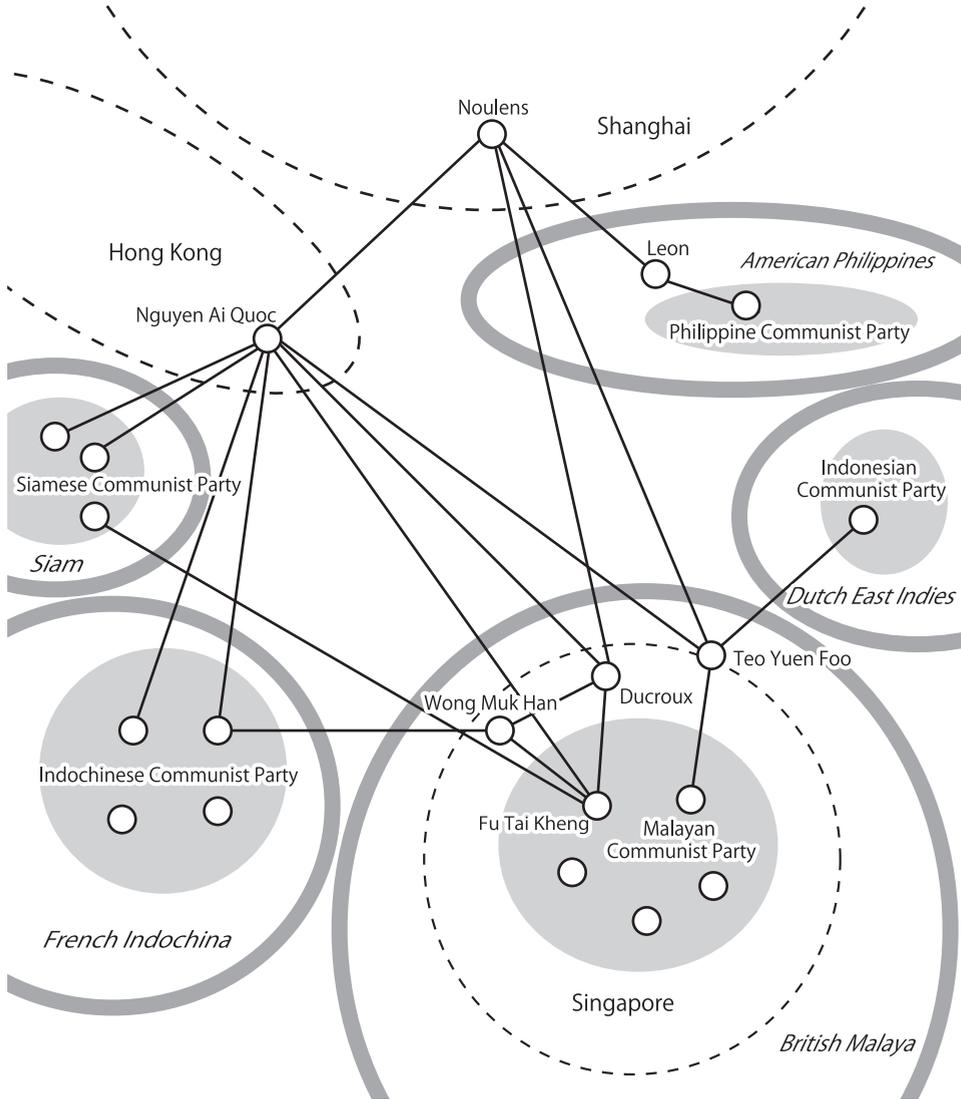 Noulens
Shanghai
Hong Kong
Leon
American Philippines
Nguyen Ai Quoc
Philippine Communist Party
Siamese Communist Party
Indonesian
Communist Party
Siam
Dutch East Indies
Teo Yuen Foo
Wong Muk Han
Ducroux
Indochinese Communist Party
Fu Tai Kheng
Malayan
Communist Party
French Indochina
Singapore
British Malaya